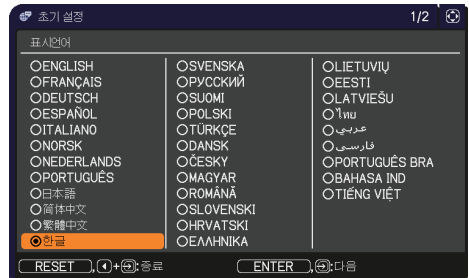 초기 설정 1/2
표시언어
ENGLISH
FRANÇAIS
DEUTSCH
ESPAÑOL
ITALIANO
NORSK
NEDERLANDS
PORTUGUÊS
日本語
简体中文
繁體中文
한글
SVENSKA
РУССКИЙ
SUOMI
POLSKI
TÜRKÇE
DANSK
ČESKY
MAGYAR
ROMÂNĂ
SLOVENSKI
HRVATSKI
ΕΛΛΗΝΙΚΑ
LIETUVIŲ
EESTI
LATVIEŠU
ไทย
عربي
فارسی
PORTUGUÊS BRA
BAHASA IND
TIẾNG VIỆT
RESET ,+:종료 ENTER ,:다음